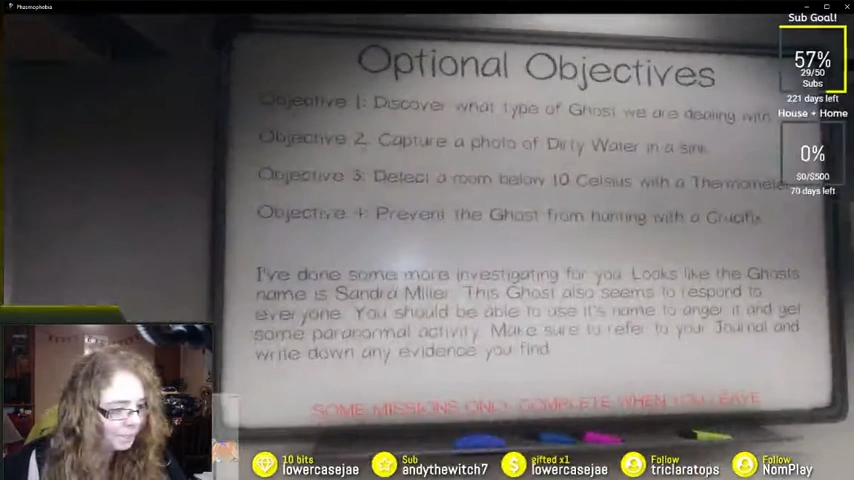 Phasmophobia
Sub Goal!
57%
29/50
Subs
221 days left
House + Home
0%
$0/$500
70 days left
Optional Objectives
Objective 1: Discover what type of Ghost we are dealing with
Objective 2: Capture a photo of Dirty Water in a sink
Objective 3: Detect a room below 10 Celsius with a Thermometer
Objective 4: Prevent the Ghost from hunting with a Crucifix
I've done some more investigating for you. Looks like the Ghosts
name is Sandra Miller. This Ghost also seems to respond to
everyone. You should be able to use it's name to anger it and get
some paranormal activity. Make sure to refer to your Journal and
write down any evidence you find
SOME MISSIONS ONLY COMPLETE WHEN YOU LEAVE
10 bits
lowercasejae
Sub
andythewitch7
gifted x1
lowercasejae
Follow
triclaratops
Follow
NomPlay